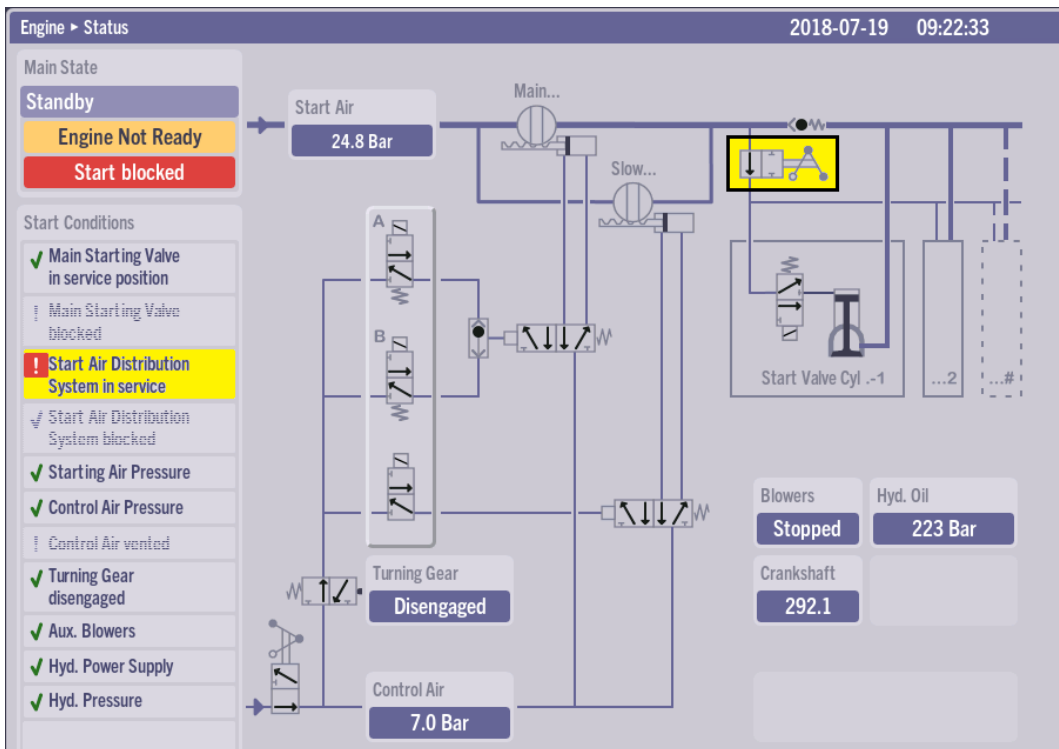 Engine ▸ Status
2018-07-19 09:22:33
Main State
Standby
Engine Not Ready
Start blocked
Start Conditions
Main Starting Valve
in service position
! Main Starting Valve
blocked
! Start Air Distribution
System in service
Start Air Distribution
System blocked
Starting Air Pressure
Control Air Pressure
! Control Air vented
Turning Gear
disengaged
Aux. Blowers
Hyd. Power Supply
Hyd. Pressure
Start Air
24.8 Bar
Main...
Slow...
A
B
Turning Gear
Disengaged
Control Air
7.0 Bar
Start Valve Cyl .-1
...2
...#
Blowers
Stopped
Hyd. Oil
223 Bar
Crankshaft
292.1